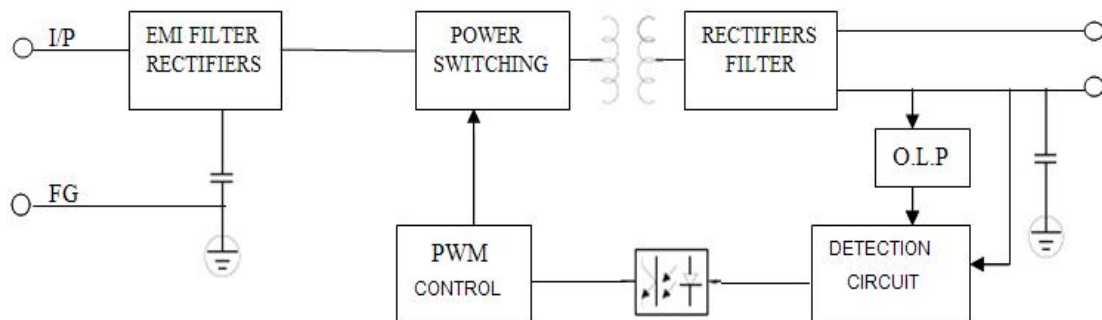 I/P
EMI FILTER
RECTIFIERS
POWER
SWITCHING
RECTIFIERS
FILTER
O.L.P
FG
PWM
CONTROL
DETECTION
CIRCUIT